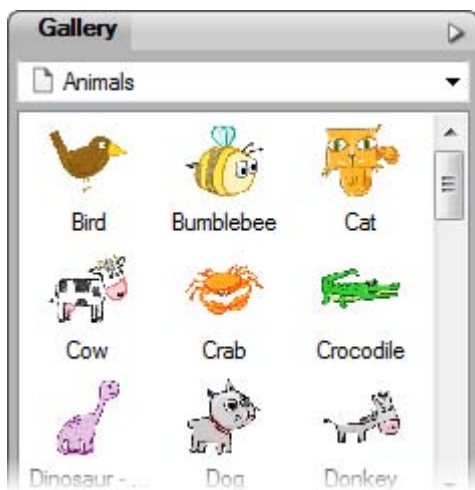 Gallery
Animals
Bird Bumblebee Cat
Cow Crab Crocodile
Dinosaur - ... Dog Donkey